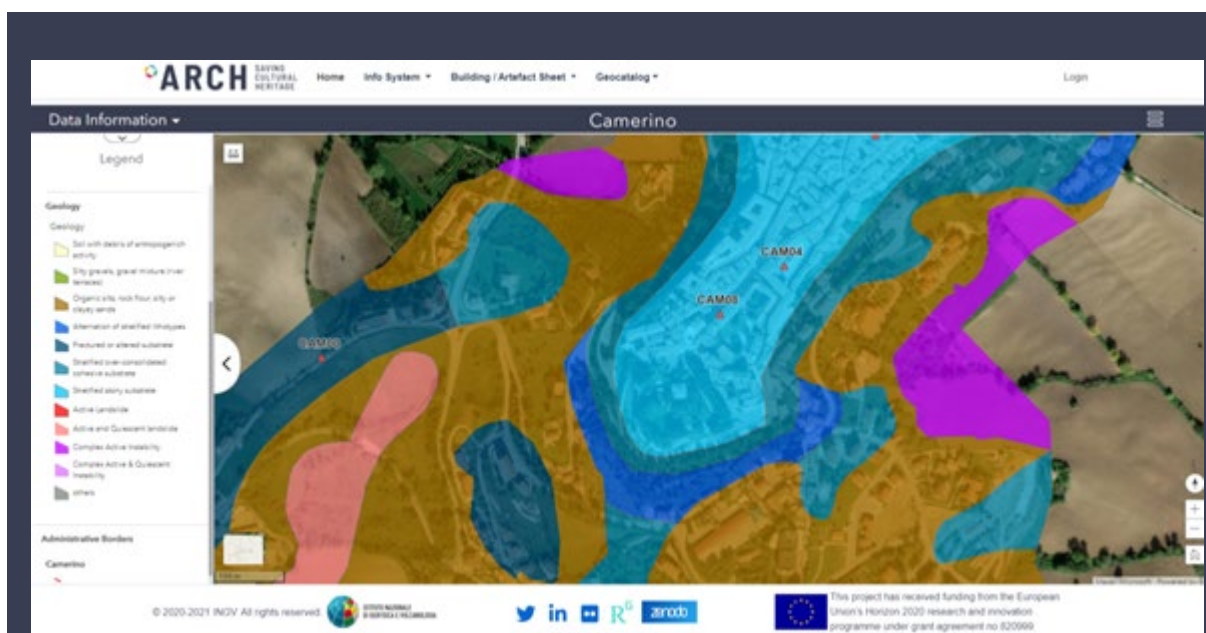 ARCH
SAVING
CULTURAL
HERITAGE
Home Info System Building / Artefact Sheet Geocatalog
Login
Data Information
Camerino
Legend
Geology
Geology
Soil with debris of antropogenich
activity
Silty gravels, gravel mixture (river
terraces)
Organic silts, rock flour silty or
clayey sands
Alternation of stratified lithotypes
Fractured or altered substrate
Stratified over-consolidated
cohesive substrate
Stratified stony substrate
Active Landslide
Active and Quiescent landslide
Complex Active Instability
Complex Active & Quiescent
Instability
others
Administrative Borders
Camerino
CAM04
CAM08
© 2020-2021 INGV. All rights reserved.
ISTITUTO NAZIONALE
DI GEOFISICA E VULCANOLOGIA
in
RG
zenodo
This project has received funding from the European
Union's Horizon 2020 research and innovation
programme under grant agreement no 820999